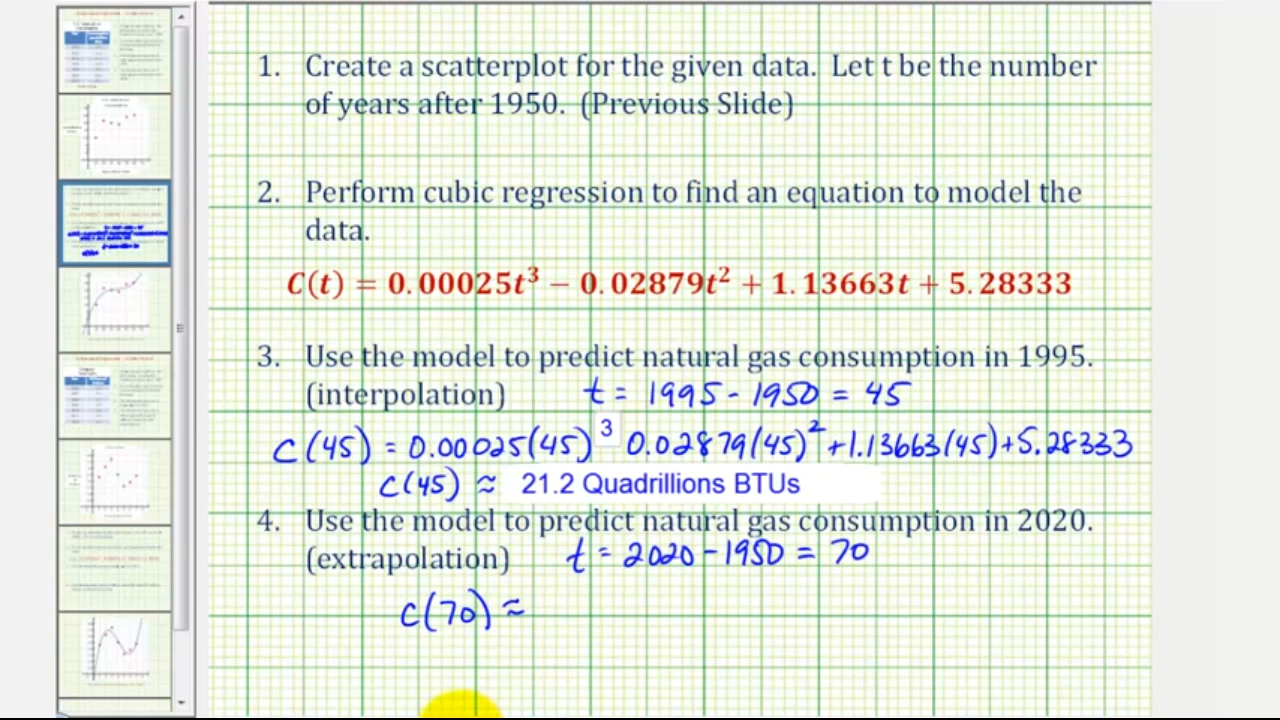 1. Create a scatterplot for the given data. Let t be the number
of years after 1950. (Previous Slide)
2. Perform cubic regression to find an equation to model the
data.
C(t) = 0.00025t³ − 0.02879t² + 1.13663t + 5.28333
3. Use the model to predict natural gas consumption in 1995.
(interpolation) t = 1995 - 1950 = 45
C(45) = 0.00025(45)³ 0.02879(45)² +1.13663(45)+5.28333
C(45) ≈ 21.2 Quadrillions BTUs
4. Use the model to predict natural gas consumption in 2020.
(extrapolation) t = 2020 - 1950 = 70
C(70) ≈